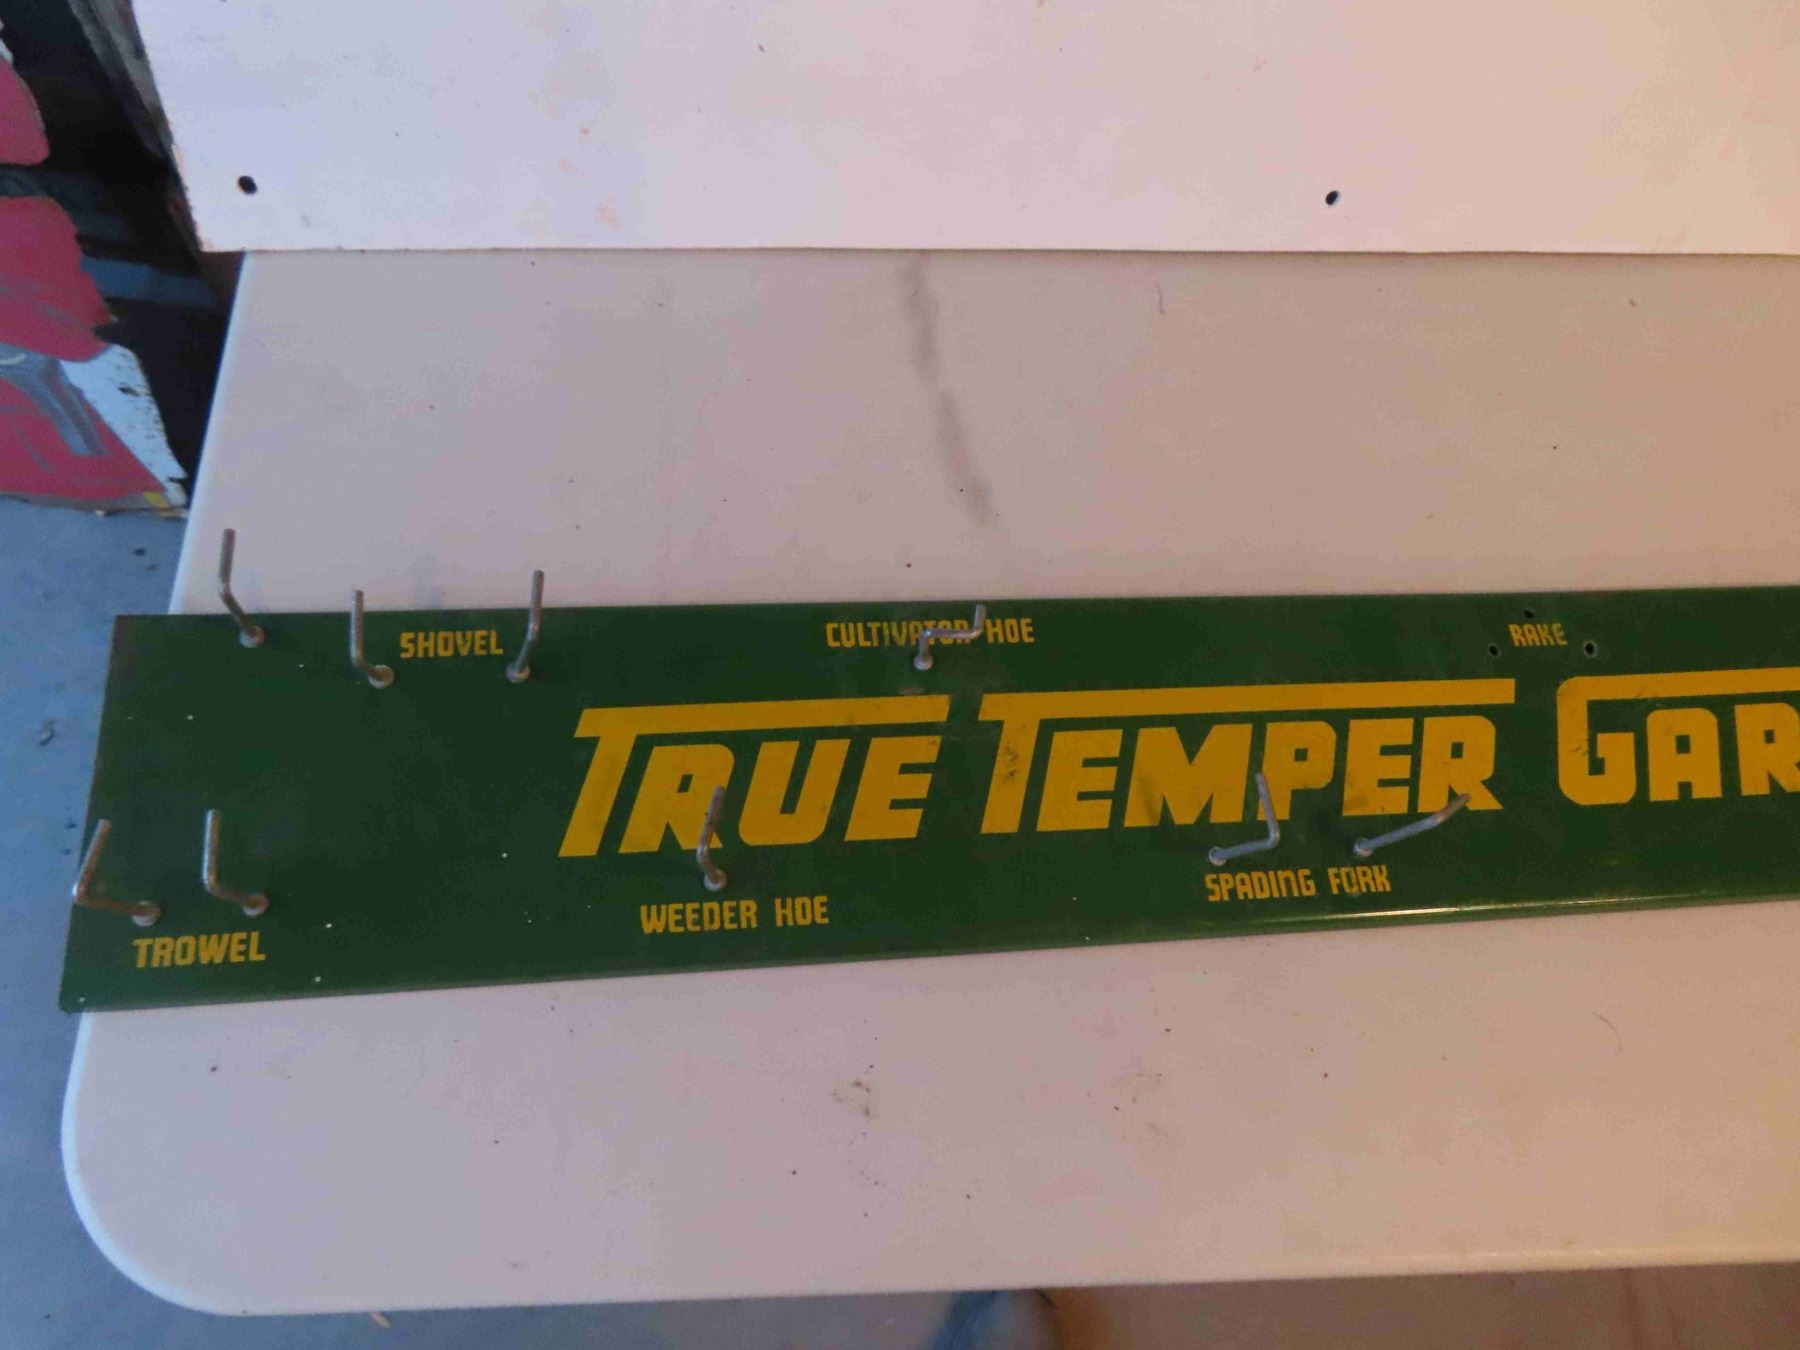 SHOVEL
CULTIVATOR HOE
RAKE
TRUE TEMPER GAR
TROWEL
WEEDER HOE
SPADING FORK